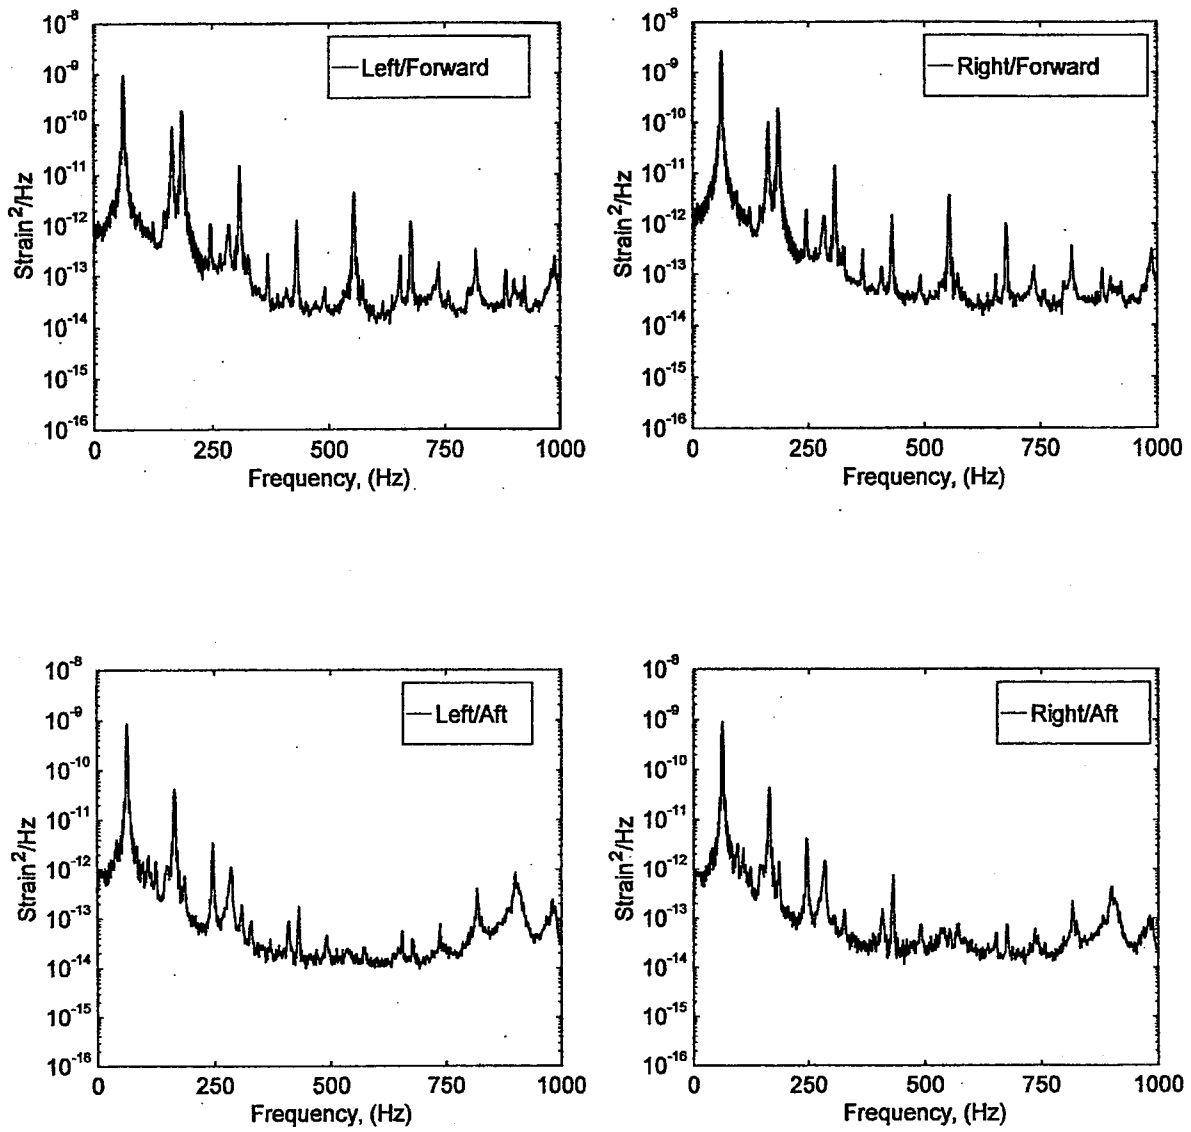 Left/Forward
Strain²/Hz
10⁻⁸
10⁻⁹
10⁻¹⁰
10⁻¹¹
10⁻¹²
10⁻¹³
10⁻¹⁴
10⁻¹⁵
10⁻¹⁶
0 250 500 750 1000
Frequency, (Hz)
Right/Forward
Strain²/Hz
10⁻⁸
10⁻⁹
10⁻¹⁰
10⁻¹¹
10⁻¹²
10⁻¹³
10⁻¹⁴
10⁻¹⁵
10⁻¹⁶
0 250 500 750 1000
Frequency, (Hz)
Left/Aft
Strain²/Hz
10⁻⁸
10⁻⁹
10⁻¹⁰
10⁻¹¹
10⁻¹²
10⁻¹³
10⁻¹⁴
10⁻¹⁵
10⁻¹⁶
0 250 500 750 1000
Frequency, (Hz)
Right/Aft
Strain²/Hz
10⁻⁸
10⁻⁹
10⁻¹⁰
10⁻¹¹
10⁻¹²
10⁻¹³
10⁻¹⁴
10⁻¹⁵
10⁻¹⁶
0 250 500 750 1000
Frequency, (Hz)